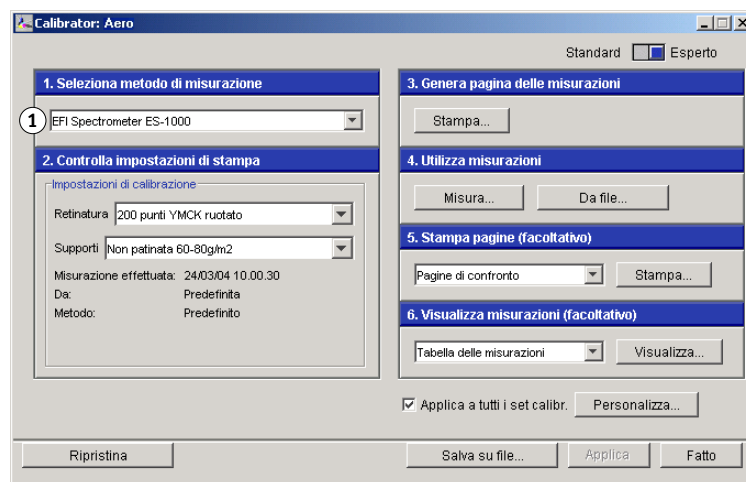 Calibrator: Aero
Standard Esperto
1. Seleziona metodo di misurazione
1 EFI Spectrometer ES-1000
2. Controlla impostazioni di stampa
Impostazioni di calibrazione
Retinatura 200 punti YMCK ruotato
Supporti Non patinata 60-80g/m2
Misurazione effettuata: 24/03/04 10.00.30
Da: Predefinita
Metodo: Predefinito
3. Genera pagina delle misurazioni
Stampa...
4. Utilizza misurazioni
Misura... Da file...
5. Stampa pagine (facoltativo)
Pagine di confronto Stampa...
6. Visualizza misurazioni (facoltativo)
Tabella delle misurazioni Visualizza...
Applica a tutti i set calibr. Personalizza...
Ripristina Salva su file... Applica Fatto